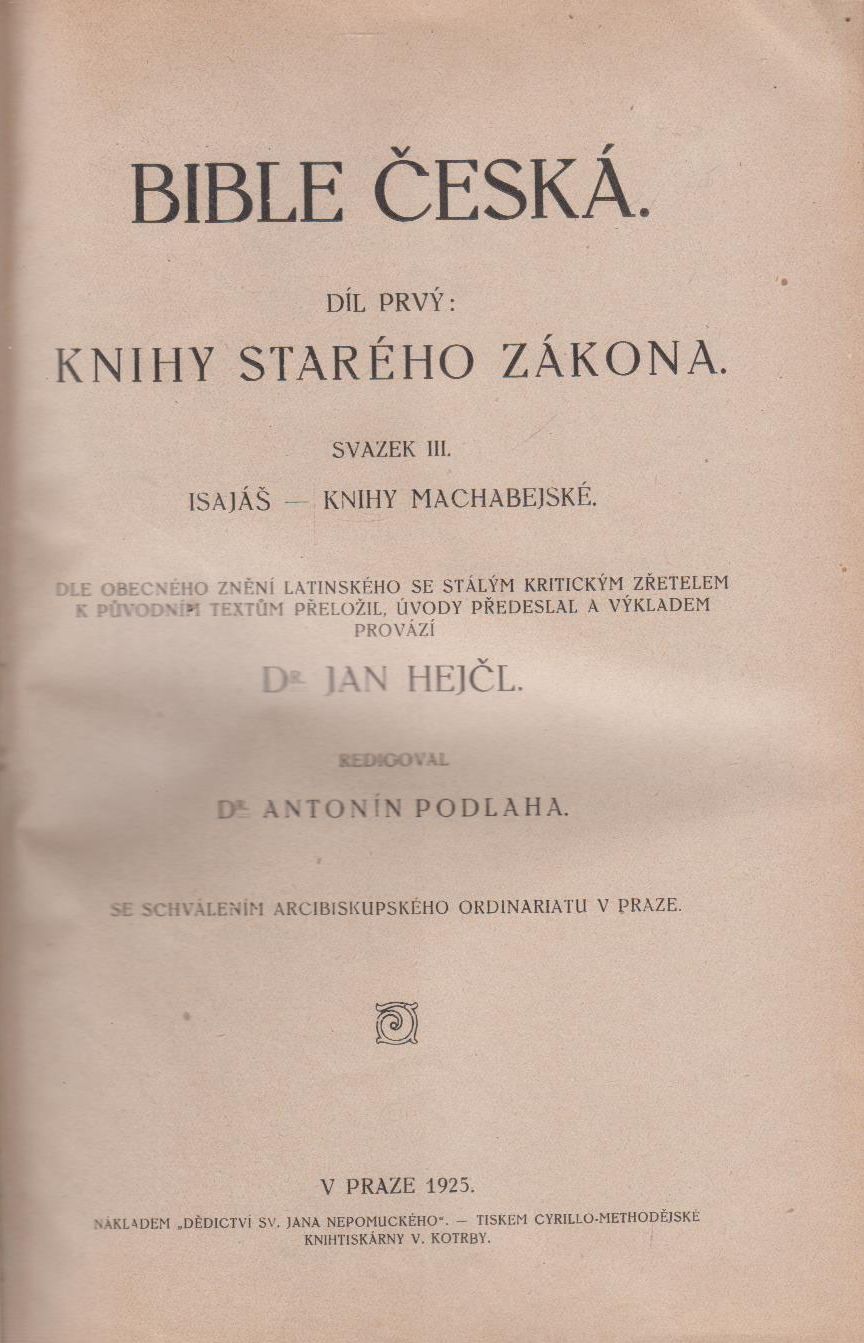 BIBLE ČESKÁ.
DÍL PRVÝ:
KNIHY STARÉHO ZÁKONA.
SVAZEK III.
ISAJÁŠ — KNIHY MACHABEJSKÉ.
DLE OBECNÉHO ZNĚNÍ LATINSKÉHO SE STÁLÝM KRITICKÝM ZŘETELEM
K PŮVODNÍM TEXTŮM PŘELOŽIL, ÚVODY PŘEDESLAL A VÝKLADEM
PROVÁZÍ
DR. JAN HEJČL.
REDIGOVAL
DR. ANTONÍN PODLAHA.
SE SCHVÁLENÍM ARCIBISKUPSKÉHO ORDINARIATU V PRAZE.
V PRAZE 1925.
NÁKLADEM „DĚDICTVÍ SV. JANA NEPOMUCKÉHO“. — TISKEM CYRILLO-METHODĚJSKÉ
KNIHTISKÁRNY V. KOTRBY.